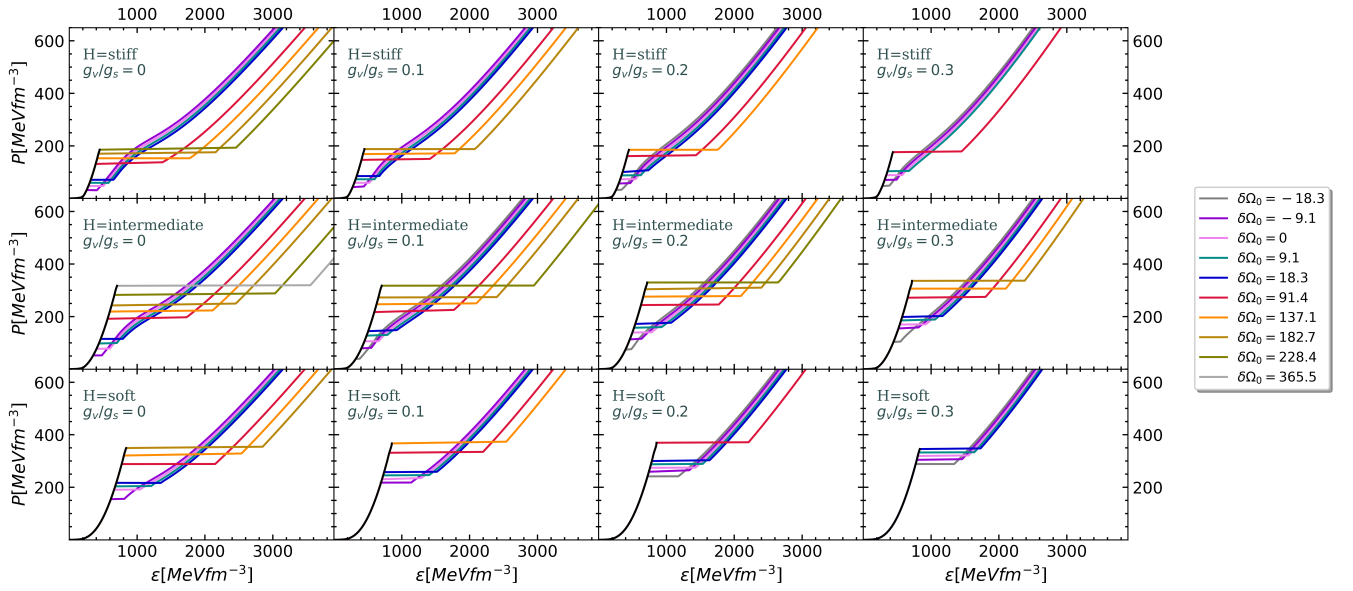 1000 2000 3000 1000 2000 3000 1000 2000 3000 1000 2000 3000
600 H=stiff H=stiff H=stiff H=stiff 600
g_v/g_s = 0 g_v/g_s = 0.1 g_v/g_s = 0.2 g_v/g_s = 0.3
400 400
200 200
P[MeVfm⁻³]
600 H=intermediate H=intermediate H=intermediate H=intermediate 600
g_v/g_s = 0 g_v/g_s = 0.1 g_v/g_s = 0.2 g_v/g_s = 0.3
400 400
200 200
P[MeVfm⁻³]
600 H=soft H=soft H=soft H=soft 600
g_v/g_s = 0 g_v/g_s = 0.1 g_v/g_s = 0.2 g_v/g_s = 0.3
400 400
200 200
P[MeVfm⁻³]
1000 2000 3000 1000 2000 3000 1000 2000 3000 1000 2000 3000
ε[MeVfm⁻³] ε[MeVfm⁻³] ε[MeVfm⁻³] ε[MeVfm⁻³]
δΩ₀ = −18.3
δΩ₀ = −9.1
δΩ₀ = 0
δΩ₀ = 9.1
δΩ₀ = 18.3
δΩ₀ = 91.4
δΩ₀ = 137.1
δΩ₀ = 182.7
δΩ₀ = 228.4
δΩ₀ = 365.5